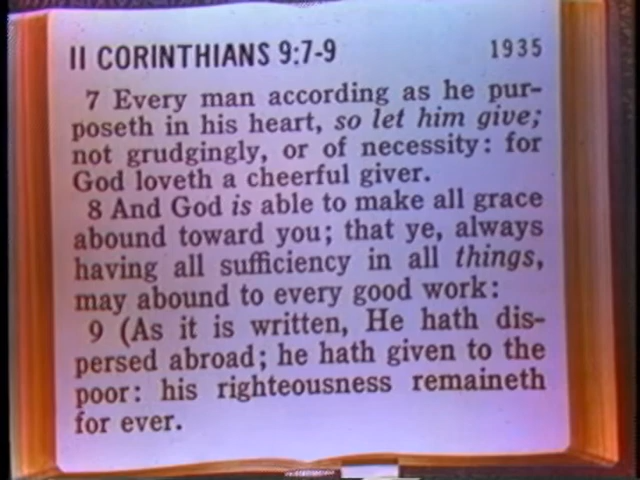 II CORINTHIANS 9:7-9 1935
7 Every man according as he pur-
poseth in his heart, so let him give;
not grudgingly, or of necessity: for
God loveth a cheerful giver.
8 And God is able to make all grace
abound toward you; that ye, always
having all sufficiency in all things,
may abound to every good work:
9 (As it is written, He hath dis-
persed abroad; he hath given to the
poor: his righteousness remaineth
for ever.